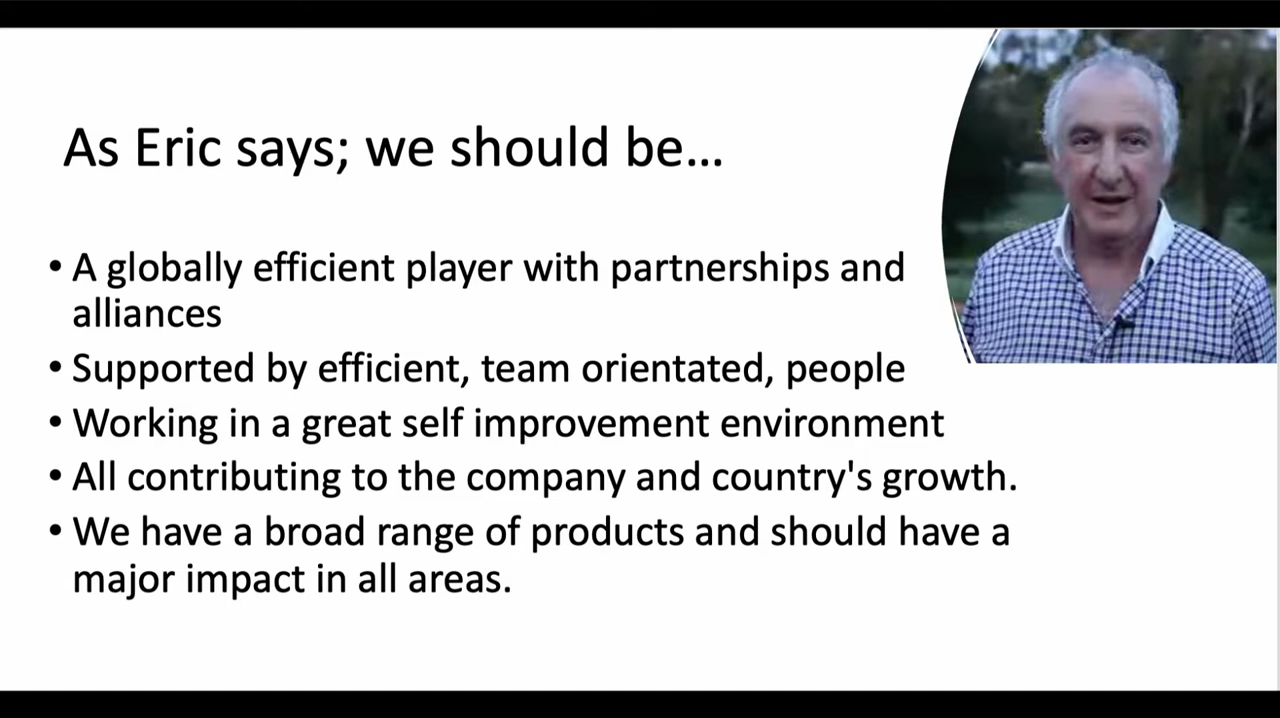 As Eric says; we should be...
• A globally efficient player with partnerships and
alliances
• Supported by efficient, team orientated, people
• Working in a great self improvement environment
• All contributing to the company and country's growth.
• We have a broad range of products and should have a
major impact in all areas.